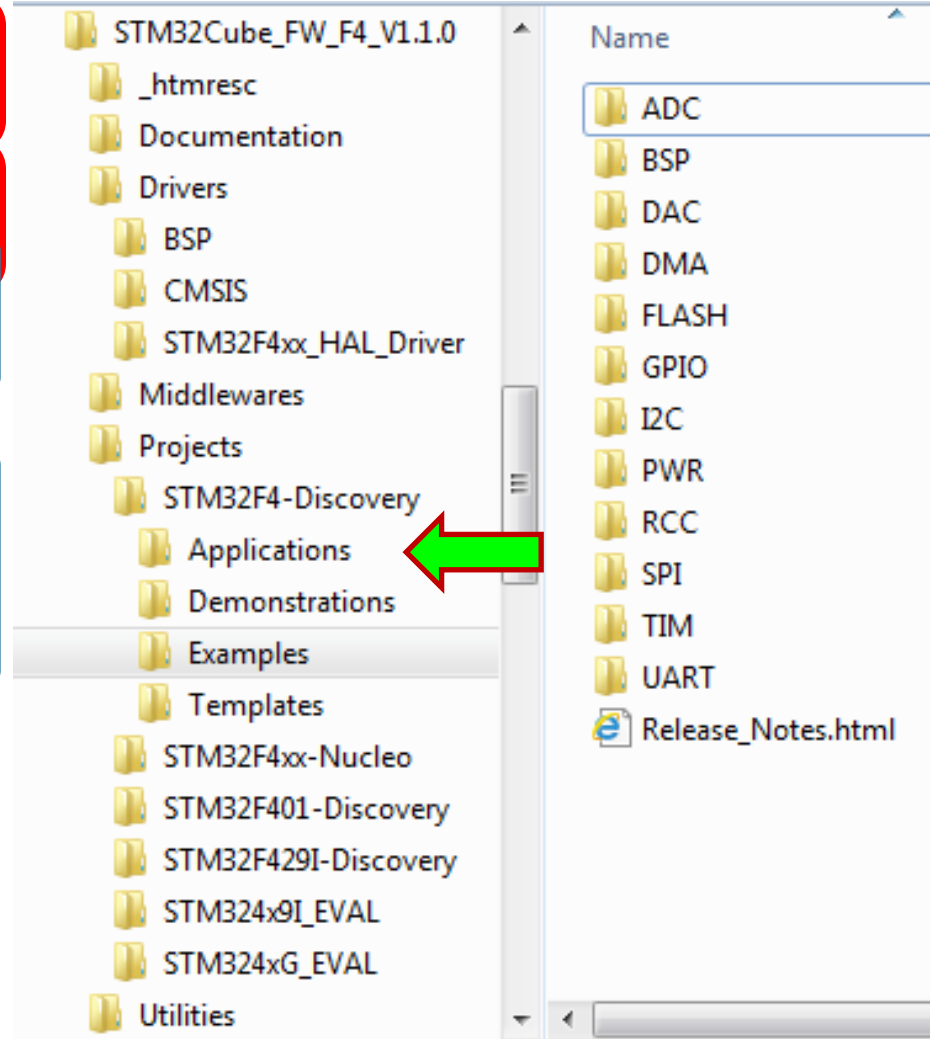 STM32Cube_FW_F4_V1.1.0
_htmresc
Documentation
Drivers
BSP
CMSIS
STM32F4xx_HAL_Driver
Middlewares
Projects
STM32F4-Discovery
Applications
Demonstrations
Examples
Templates
STM32F4xx-Nucleo
STM32F401-Discovery
STM32F429I-Discovery
STM324x9I_EVAL
STM324xG_EVAL
Utilities
Name
ADC
BSP
DAC
DMA
FLASH
GPIO
I2C
PWR
RCC
SPI
TIM
UART
Release_Notes.html